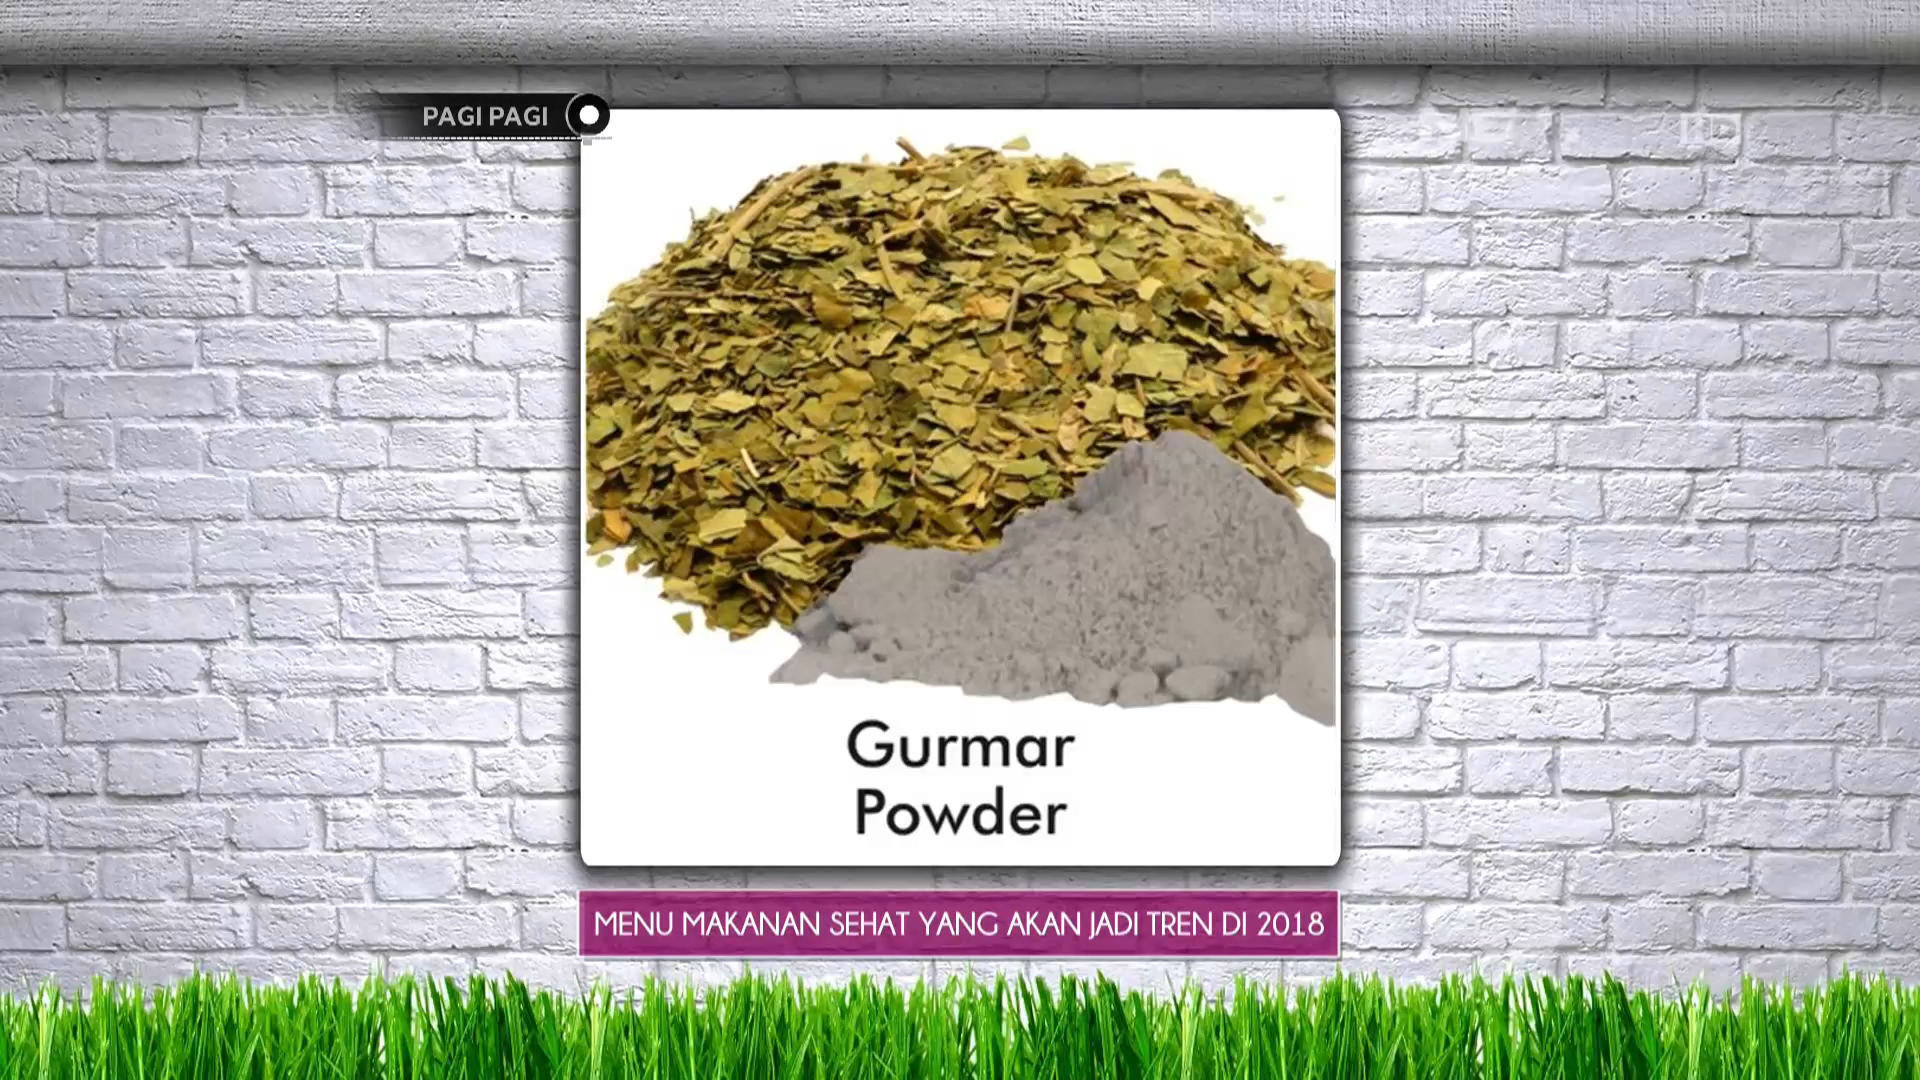 PAGI PAGI
Gurmar
Powder
MENU MAKANAN SEHAT YANG AKAN JADI TREN DI 2018